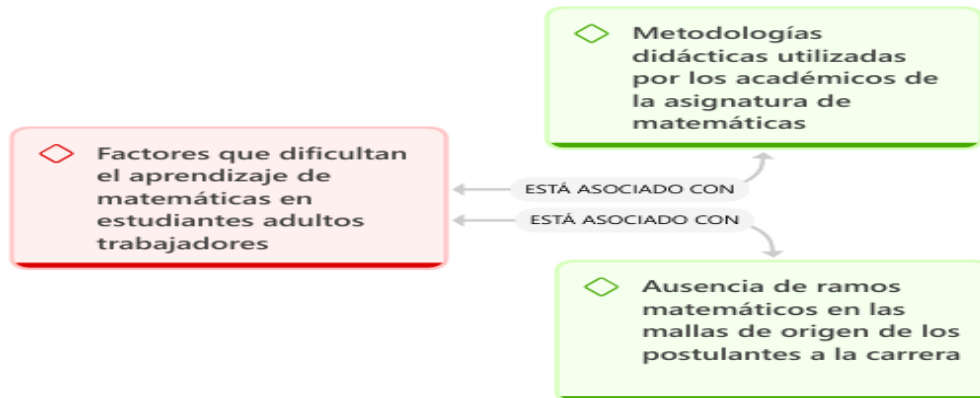 Metodologías
didácticas utilizadas
por los académicos de
la asignatura de
matemáticas
Factores que dificultan
el aprendizaje de
matemáticas en
estudiantes adultos
trabajadores
ESTÁ ASOCIADO CON
ESTÁ ASOCIADO CON
Ausencia de ramos
matemáticos en las
mallas de origen de los
postulantes a la carrera